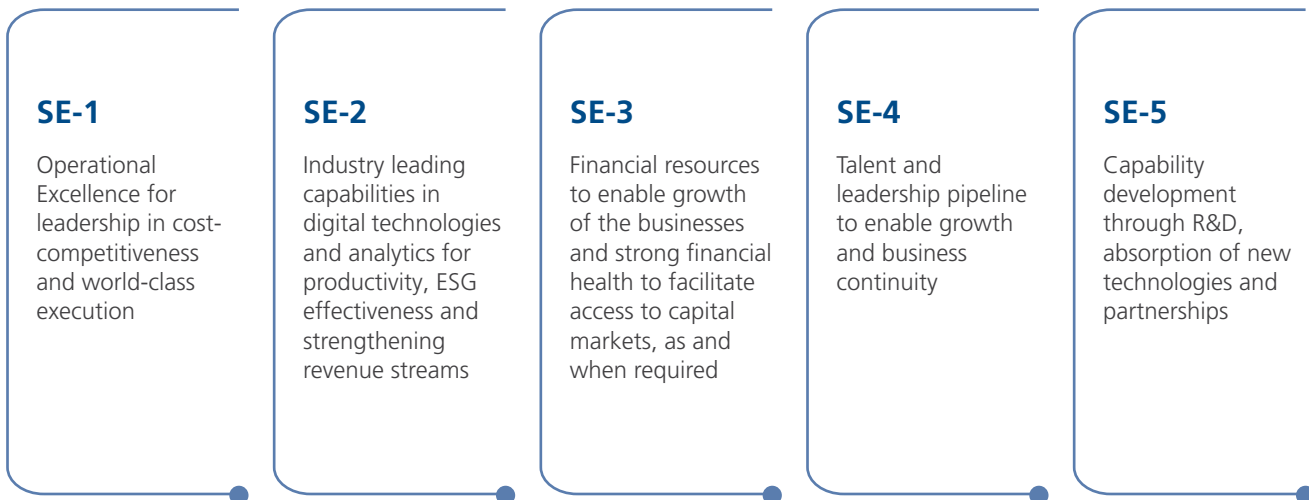 SE-1
Operational
Excellence for
leadership in cost-
competitiveness
and world-class
execution
SE-2
Industry leading
capabilities in
digital technologies
and analytics for
productivity, ESG
effectiveness and
strengthening
revenue streams
SE-3
Financial resources
to enable growth
of the businesses
and strong financial
health to facilitate
access to capital
markets, as and
when required
SE-4
Talent and
leadership pipeline
to enable growth
and business
continuity
SE-5
Capability
development
through R&D,
absorption of new
technologies and
partnerships